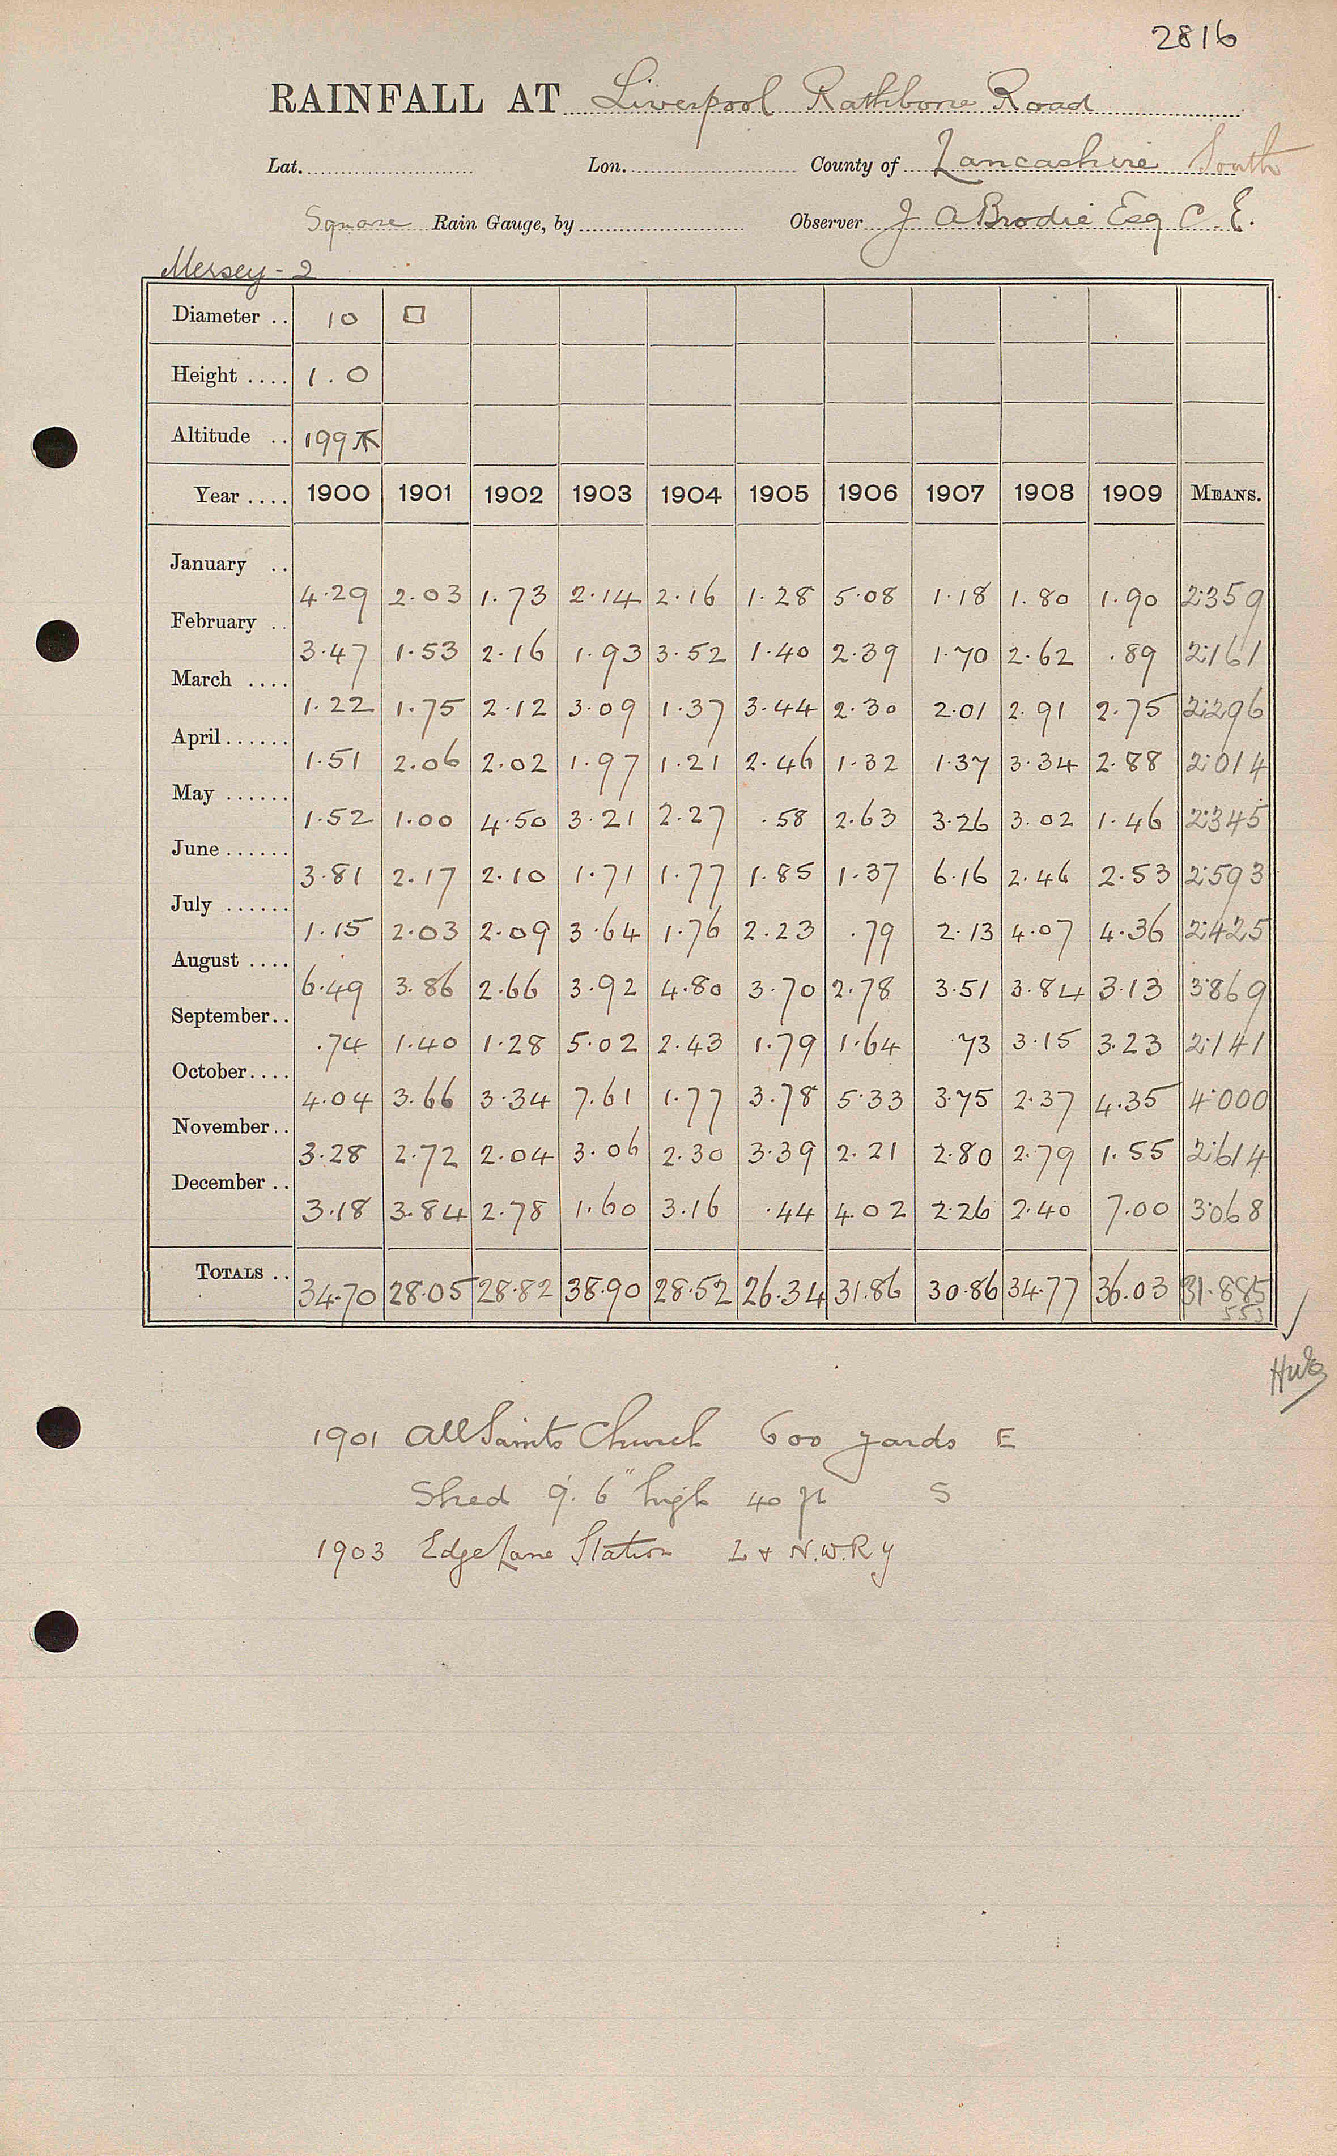 2816
RAINFALL AT Liverpool Rathbone Road
Lat. Lon. County of Lancashire South
Square Rain Gauge, by Observer J A Brodie Esq C. E.
Mersey - 2
Diameter .. 10 □
Height .... 1.0
Altitude ..
Year .... 1900 1901 1902 1903 1904 1905 1906 1907 1908 1909 MEANS.
January .. 4.29 2.03 1.73 2.14 2.16 1.28 5.08 1.18 1.80 1.90 2.359
February .. 3.47 1.53 2.16 1.93 3.52 1.40 2.39 1.70 2.62 .89 2.161
March .... 1.22 1.75 2.12 3.09 1.37 3.44 2.30 2.01 2.91 2.75 2.296
April...... 1.51 2.06 2.02 1.97 1.21 2.46 1.32 1.37 3.34 2.88 2.014
May ...... 1.52 1.00 4.50 3.21 2.27 .58 2.63 3.26 3.02 1.46 2.345
June ...... 3.81 2.17 2.10 1.71 1.77 1.85 1.37 6.16 2.46 2.53 2.593
July ...... 1.15 2.03 2.09 3.64 1.76 2.23 .79 2.13 4.07 4.36 2.425
August .... 6.49 3.86 2.66 3.92 4.80 3.70 2.78 3.51 3.84 3.13 3.869
September.. .74 1.40 1.28 5.02 2.43 1.79 1.64 .73 3.15 3.23 2.141
October.... 4.04 3.66 3.34 7.61 1.77 3.78 5.33 3.75 2.37 4.35 4.000
November.. 3.28 2.72 2.04 3.06 2.30 3.39 2.21 2.80 2.79 1.55 2.614
December .. 3.18 3.84 2.78 1.60 3.16 .44 4.02 2.26 2.40 7.00 3.068
TOTALS .. 34.70 28.05 28.82 38.90 28.52 26.34 31.86 30.86 34.77 36.03 31.885
553
1901 All Saints Church 600 yards E
Shed 9' 6" high 40 ft S
1903 Edge Lane Station L & N.W.Ry